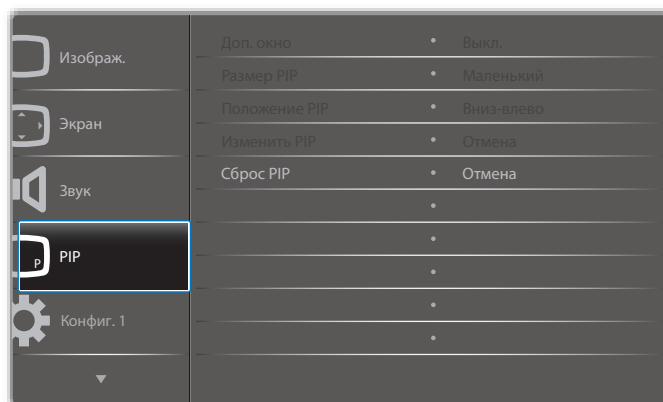 Изображ.
Экран
Звук
P PIP
Конфиг. 1
Доп. окно • Выкл.
Размер PIP • Маленький
Положение PIP • Вниз-влево
Изменить PIP • Отмена
Сброс PIP • Отмена